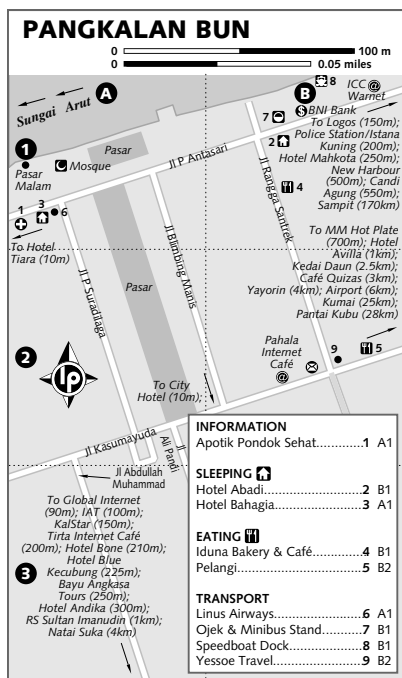 PANGKALAN BUN
0 100 m
0 0.05 miles
A
B
8
ICC @
Warnet
Sungai Arut
$ BNI Bank
7
To Logos (150m);
Police Station/Istana
Kuning (200m);
Hotel Mahkota (250m);
New Harbour
(500m); Candi
Agung (550m);
Sampit (170km)
2
1
Pasar
Malam
Mosque
Pasar
Jl P Antasari
Jl Rangga Santrek
4
1 3 6
To Hotel
Tiara (10m)
Jl P Suradilaga
Jl Blimbing Manis
Pasar
To MM Hot Plate
(700m); Hotel
Avilla (1km);
Kedai Daun (2.5km);
Café Quizas (3km);
Yayorin (4km); Airport (6km);
Kumai (25km);
Pantai Kubu (28km)
2
lp
Pahala
Internet
Café
@
9
5
To City
Hotel (10m);
Jl Kasumayuda
Jl Ali Pandi
Jl Abdullah
Muhammad
To Global Internet
(90m); IAT (100m);
KalStar (150m);
Tirta Internet Café
(200m); Hotel Bone (210m);
Hotel Blue
Kecubung (225m);
Bayu Angkasa
Tours (250m);
Hotel Andika (300m);
RS Sultan Imanudin (1km);
Natai Suka (4km)
3
INFORMATION
Apotik Pondok Sehat.............1 A1
SLEEPING
Hotel Abadi............................2 B1
Hotel Bahagia........................3 A1
EATING
Iduna Bakery & Café..............4 B1
Pelangi...................................5 B2
TRANSPORT
Linus Airways.........................6 A1
Ojek & Minibus Stand............7 B1
Speedboat Dock....................8 B1
Yessoe Travel.........................9 B2